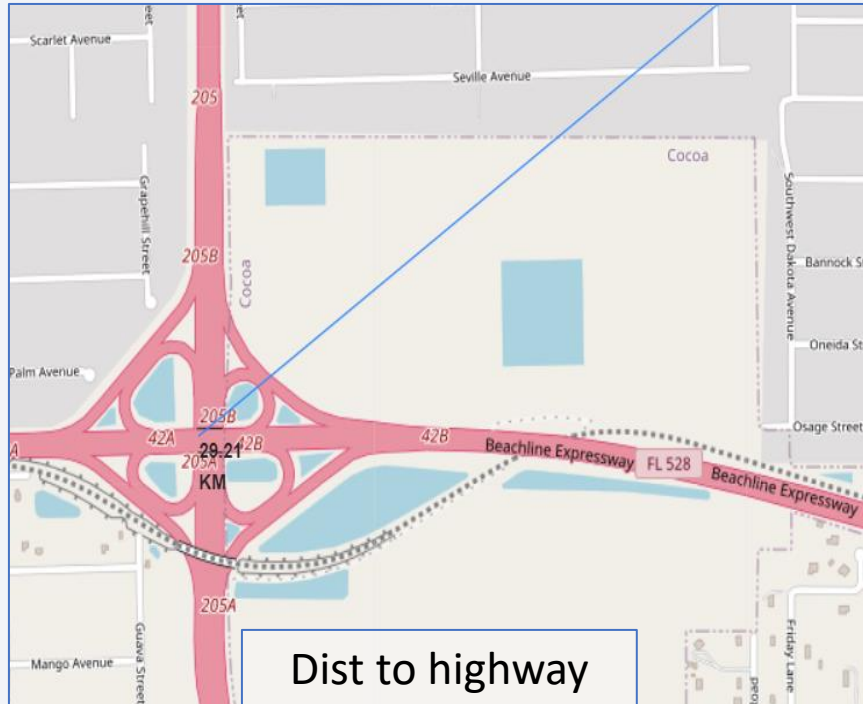 Scarlet Avenue
205
Seville Avenue
Cocoa
Grapehill Street
Southwest Dakota Avenue
205B
Cocoa
Bannock S
Oneida St
Palm Avenue
205B
42A
42B
42B
Osage Street
29.21
KM
205A
A
Beachline Expressway
FL 528
Beachline Expressway
205A
Guava Street
Mango Avenue
Friday Lane
Dist to highway